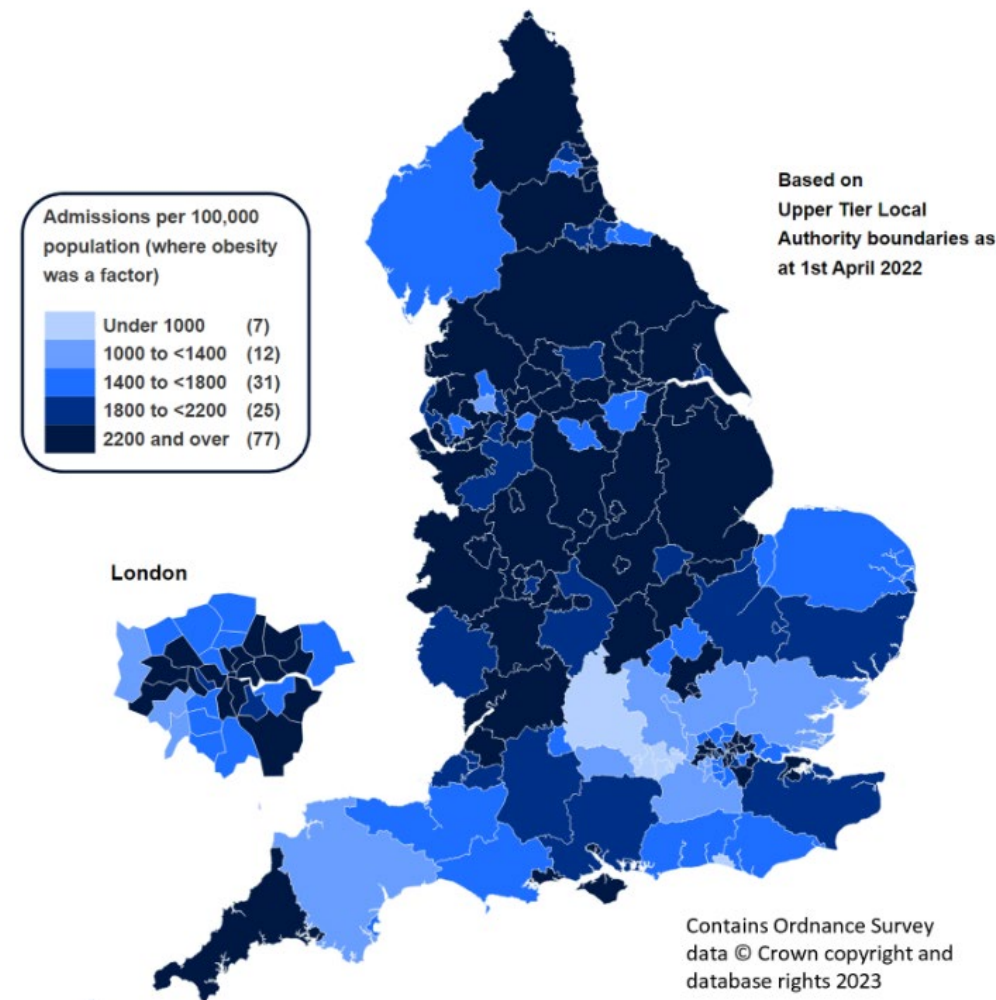 Based on
Upper Tier Local
Authority boundaries as
at 1st April 2022
Admissions per 100,000
population (where obesity
was a factor)
Under 1000 (7)
1000 to <1400 (12)
1400 to <1800 (31)
1800 to <2200 (25)
2200 and over (77)
London
Contains Ordnance Survey
data © Crown copyright and
database rights 2023